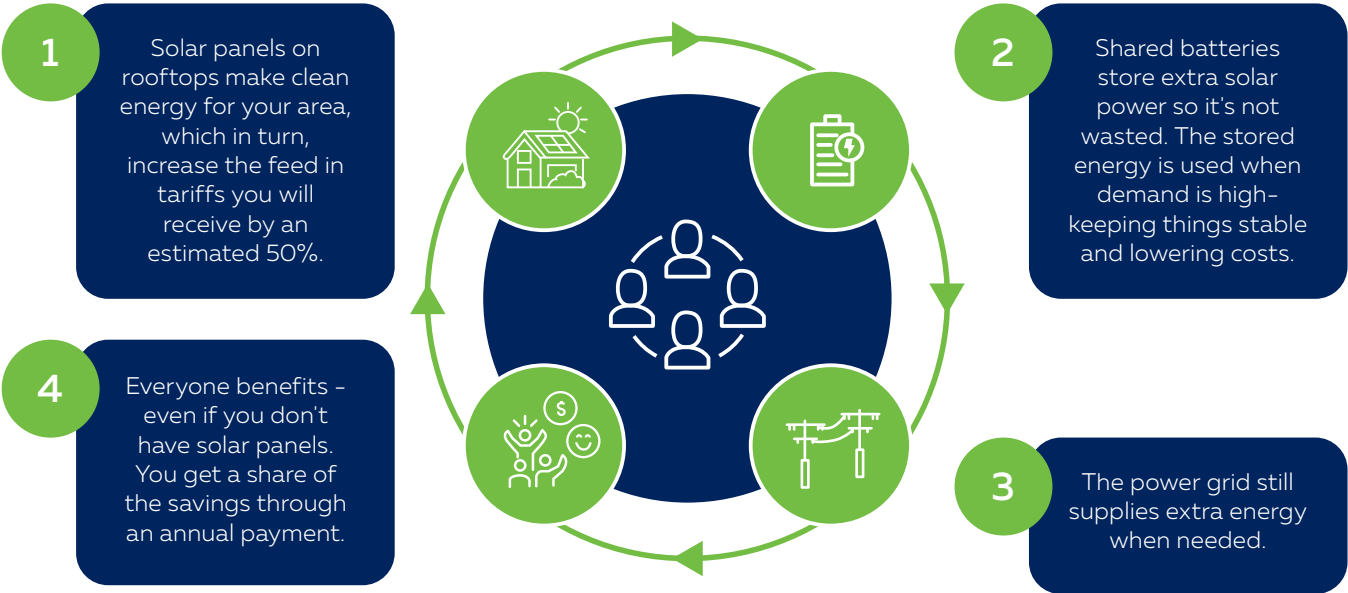 1
Solar panels on
rooftops make clean
energy for your area,
which in turn,
increase the feed in
tariffs you will
receive by an
estimated 50%.
2
Shared batteries
store extra solar
power so it's not
wasted. The stored
energy is used when
demand is high-
keeping things stable
and lowering costs.
3
The power grid still
supplies extra energy
when needed.
4
Everyone benefits -
even if you don't
have solar panels.
You get a share of
the savings through
an annual payment.
$